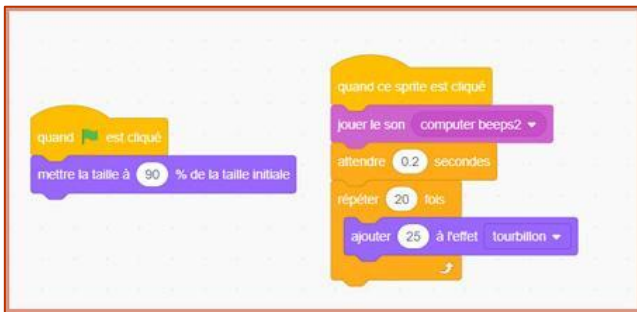 quand est cliqué
mettre la taille à 90 % de la taille initiale
quand ce sprite est cliqué
jouer le son computer beeps2
attendre 0.2 secondes
répéter 20 fois
ajouter 25 à l'effet tourbillon